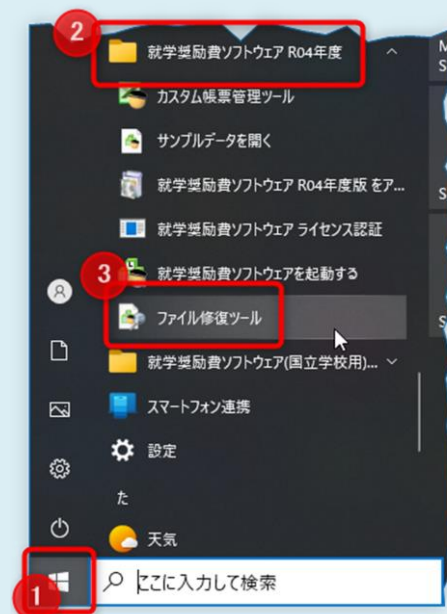 2
就学奨励費ソフトウェア R04年度
M
S
カスタム帳票管理ツール
サンプルデータを開く
就学奨励費ソフトウェア R04年度版 をア...
S
就学奨励費ソフトウェア ライセンス認証
3
就学奨励費ソフトウェアを起動する
ファイル修復ツール
S
就学奨励費ソフトウェア(国立学校用)...
スマートフォン連携
設定
た
天気
1
ここに入力して検索